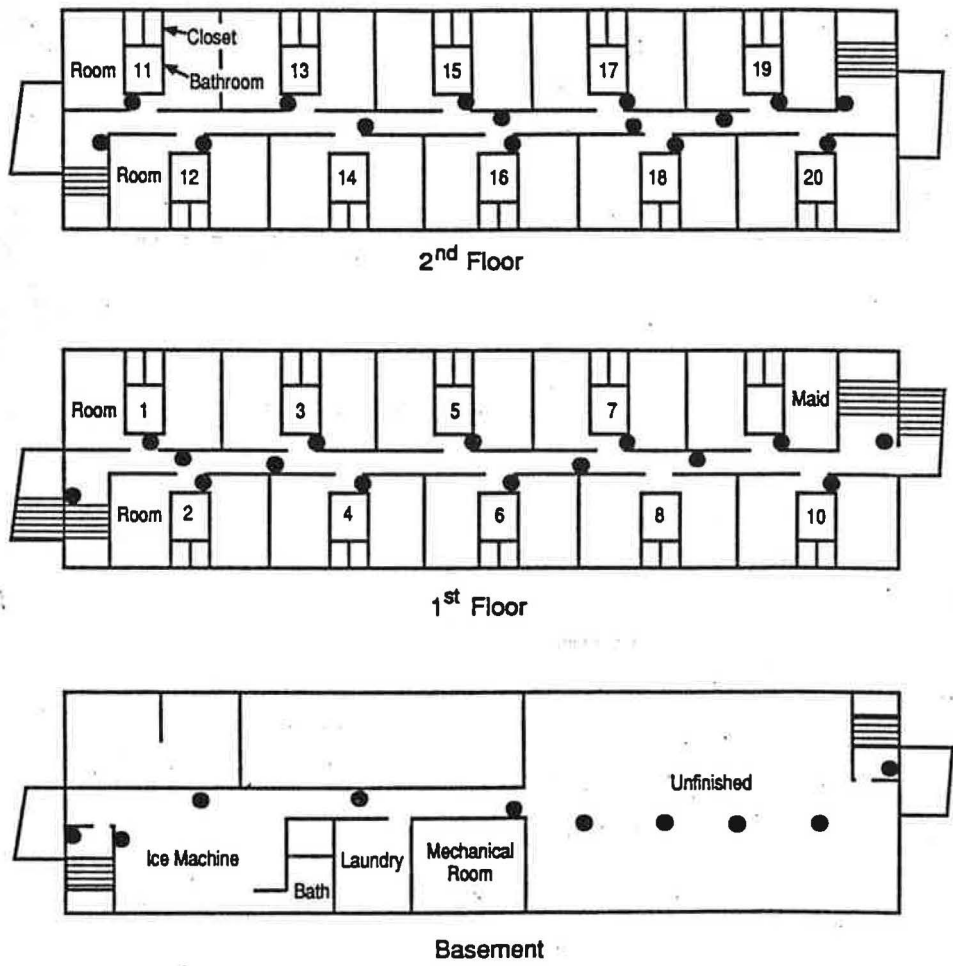 Closet
Room 11 Bathroom 13 15 17 19
Room 12 14 16 18 20
2nd Floor
Room 1 3 5 7 Maid
Room 2 4 6 8 10
1st Floor
Unfinished
Ice Machine Bath Laundry Mechanical
Room
Basement